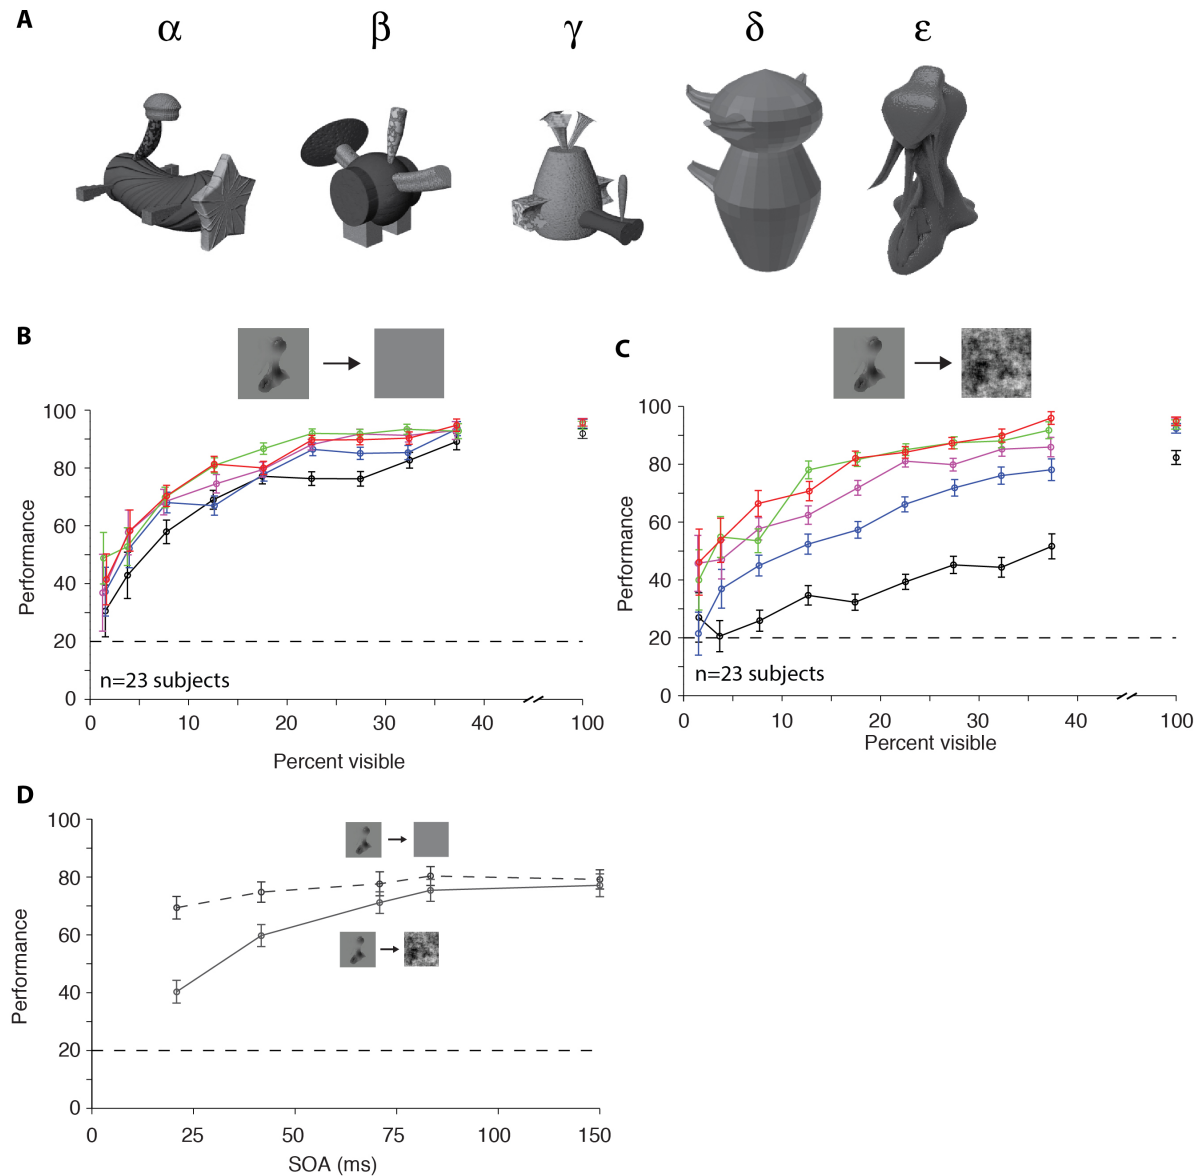 A
α β γ δ ε
B
C
100
80
60
40
20
0
Performance
n=23 subjects
0 10 20 30 40 100
Percent visible
100
80
60
40
20
0
Performance
n=23 subjects
0 10 20 30 40 100
Percent visible
D
100
80
60
40
20
0
Performance
0 25 50 75 100 150
SOA (ms)